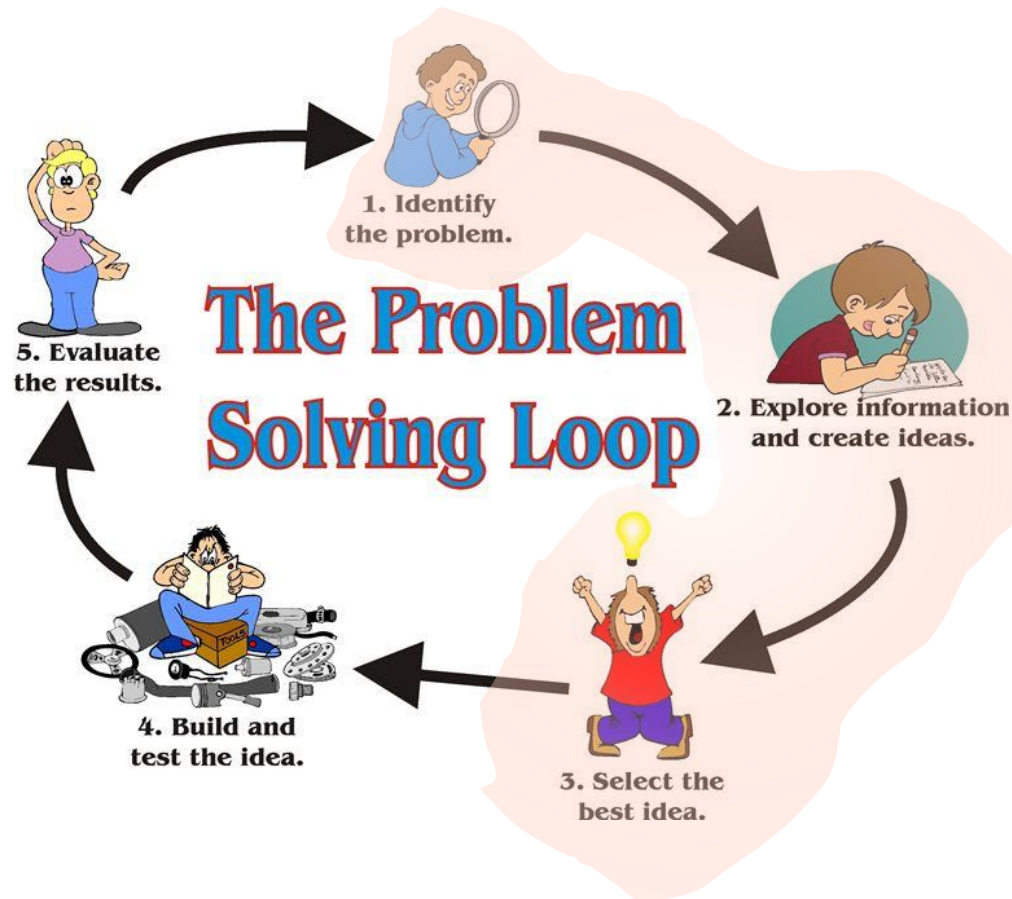 The Problem
Solving Loop
1. Identify
the problem.
2. Explore information
and create ideas.
3. Select the
best idea.
4. Build and
test the idea.
TOOLS
5. Evaluate
the results.